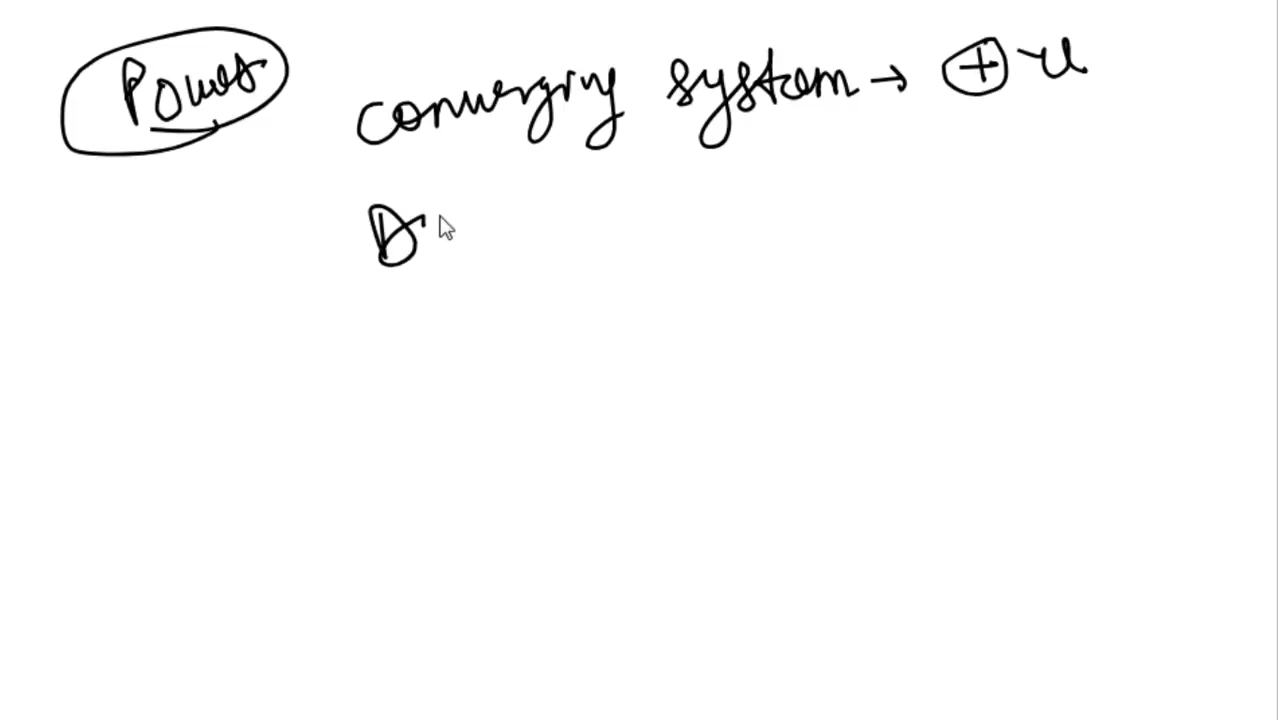 Power converging system → ⊕ve
D